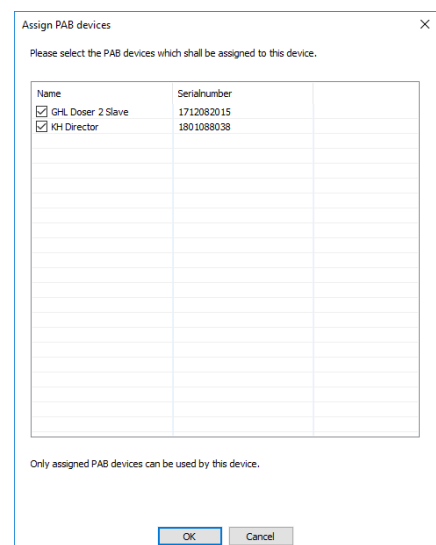 Assign PAB devices
Please select the PAB devices which shall be assigned to this device.
Name Serialnumber
GHL Doser 2 Slave 1712082015
KH Director 1801088038
Only assigned PAB devices can be used by this device.
OK Cancel